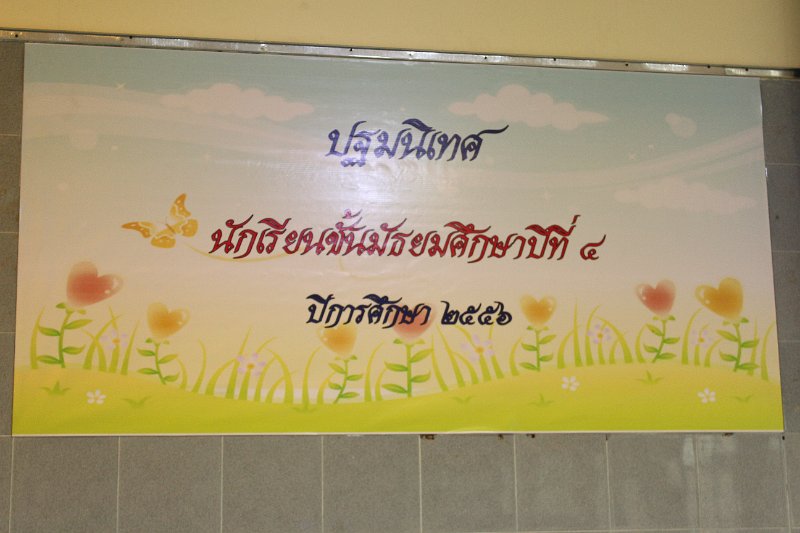 ปฐมนิเทศ
นักเรียนชั้นมัธยมศึกษาปีที่ ๔
ปีการศึกษา ๒๕๕๖